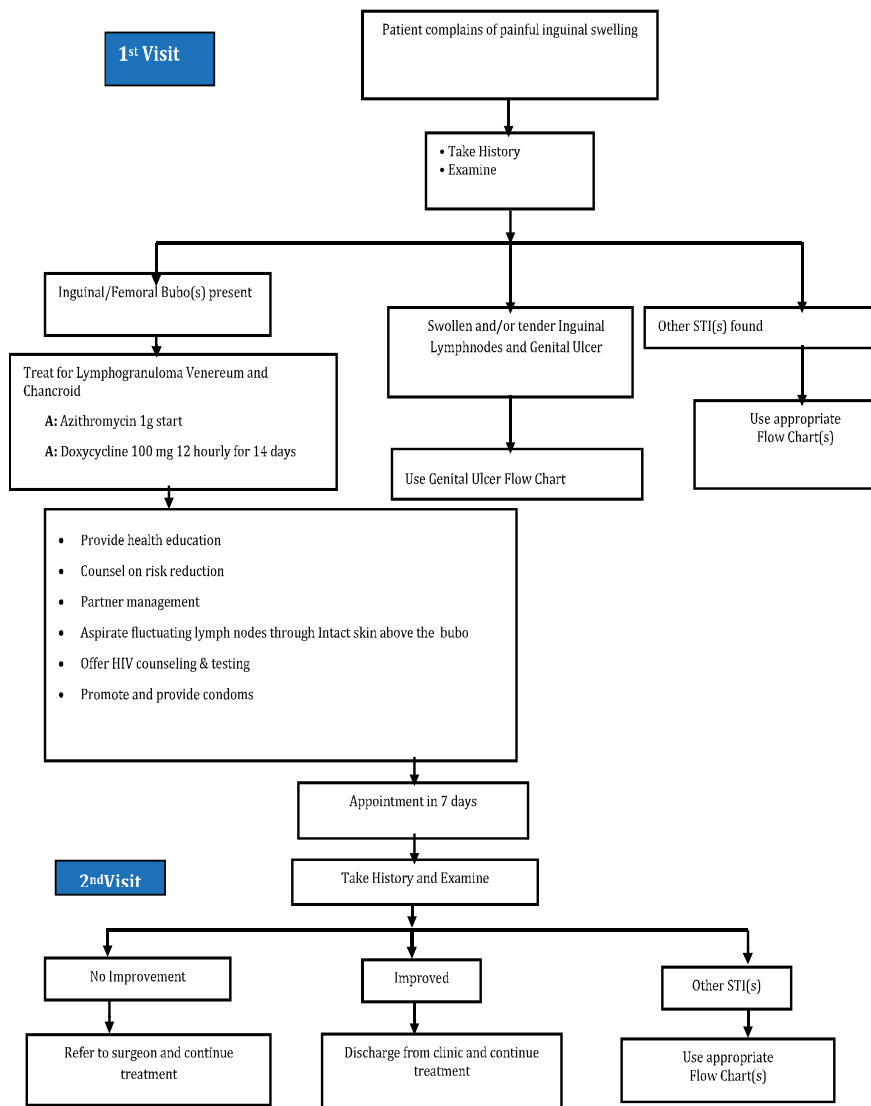 1st Visit
Patient complains of painful inguinal swelling
• Take History
• Examine
Inguinal/Femoral Bubo(s) present
Swollen and/or tender Inguinal
Lymphnodes and Genital Ulcer
Other STI(s) found
Treat for Lymphogranuloma Venereum and
Chancroid
A: Azithromycin 1g start
A: Doxycycline 100 mg 12 hourly for 14 days
Use Genital Ulcer Flow Chart
Use appropriate
Flow Chart(s)
• Provide health education
• Counsel on risk reduction
• Partner management
• Aspirate fluctuating lymph nodes through Intact skin above the bubo
• Offer HIV counseling & testing
• Promote and provide condoms
Appointment in 7 days
2ndVisit
Take History and Examine
No Improvement
Improved
Other STI(s)
Refer to surgeon and continue
treatment
Discharge from clinic and continue
treatment
Use appropriate
Flow Chart(s)